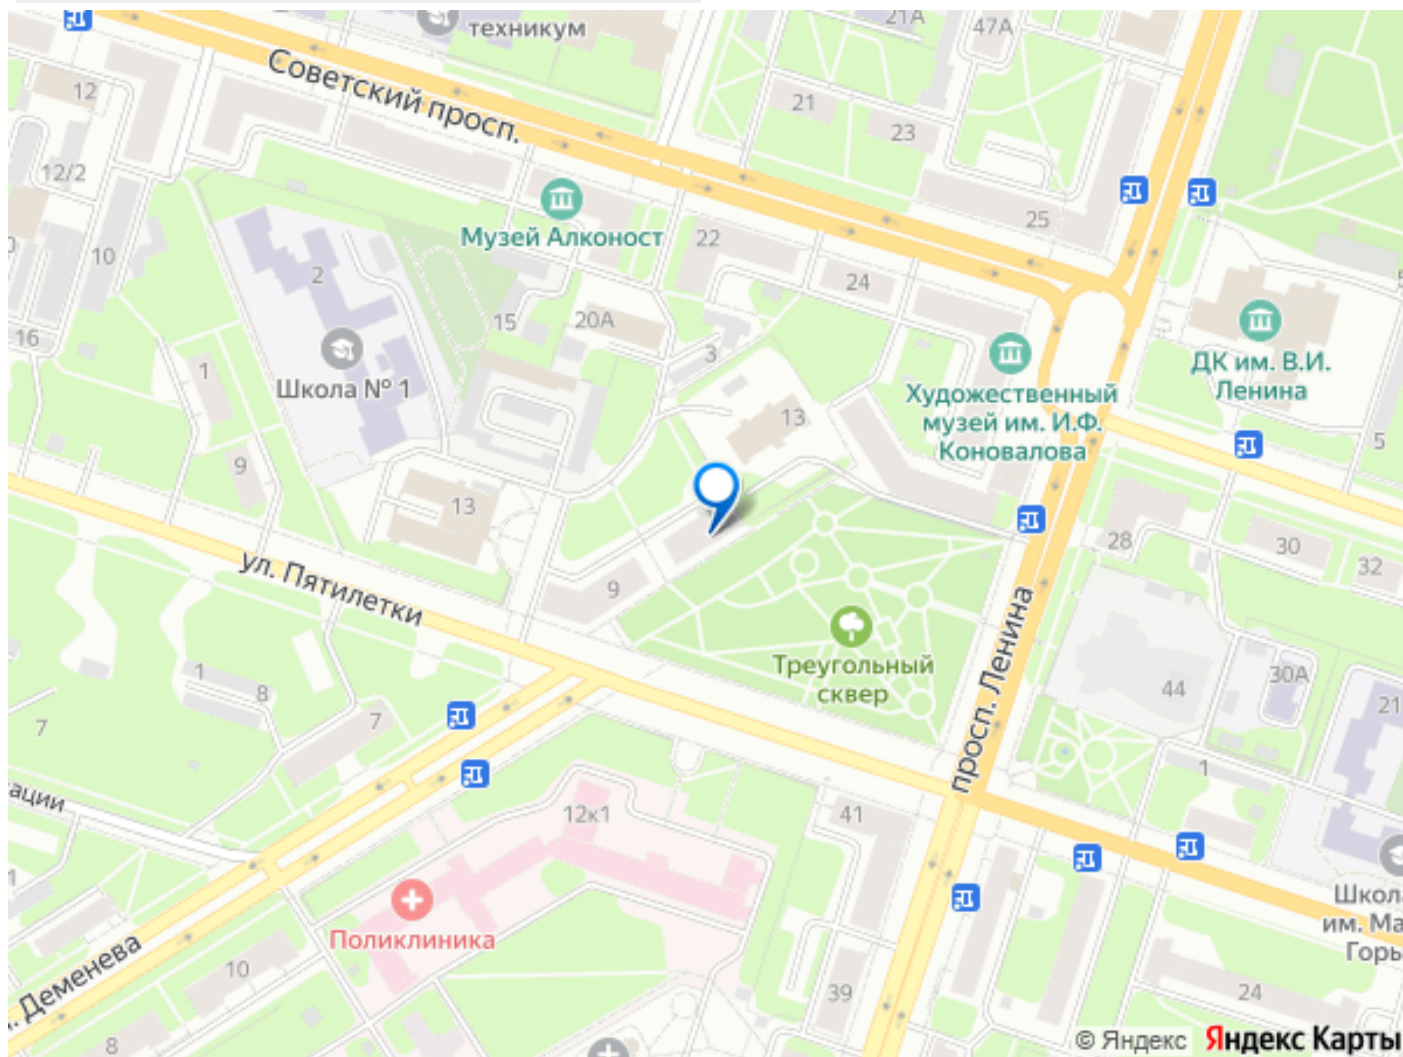 техникум
21А
47А
Советский просп.
12
21
23
12/2
25
Музей Алконост
22
10
2
24
15
20А
16
3
ДК им. В.И.
Ленина
Школа № 1
1
Художественный
музей им. И.Ф.
Коновалова
13
5
9
13
28
30
32
ул. Пятилетки
9
просп. Ленина
Треугольный
сквер
1
8
44
30А
21
7
7
1
ации
12к1
41
Школа
им. Ма
Горь
Поликлиника
. Деменева
10
39
24
8
© Яндекс Яндекс Карты